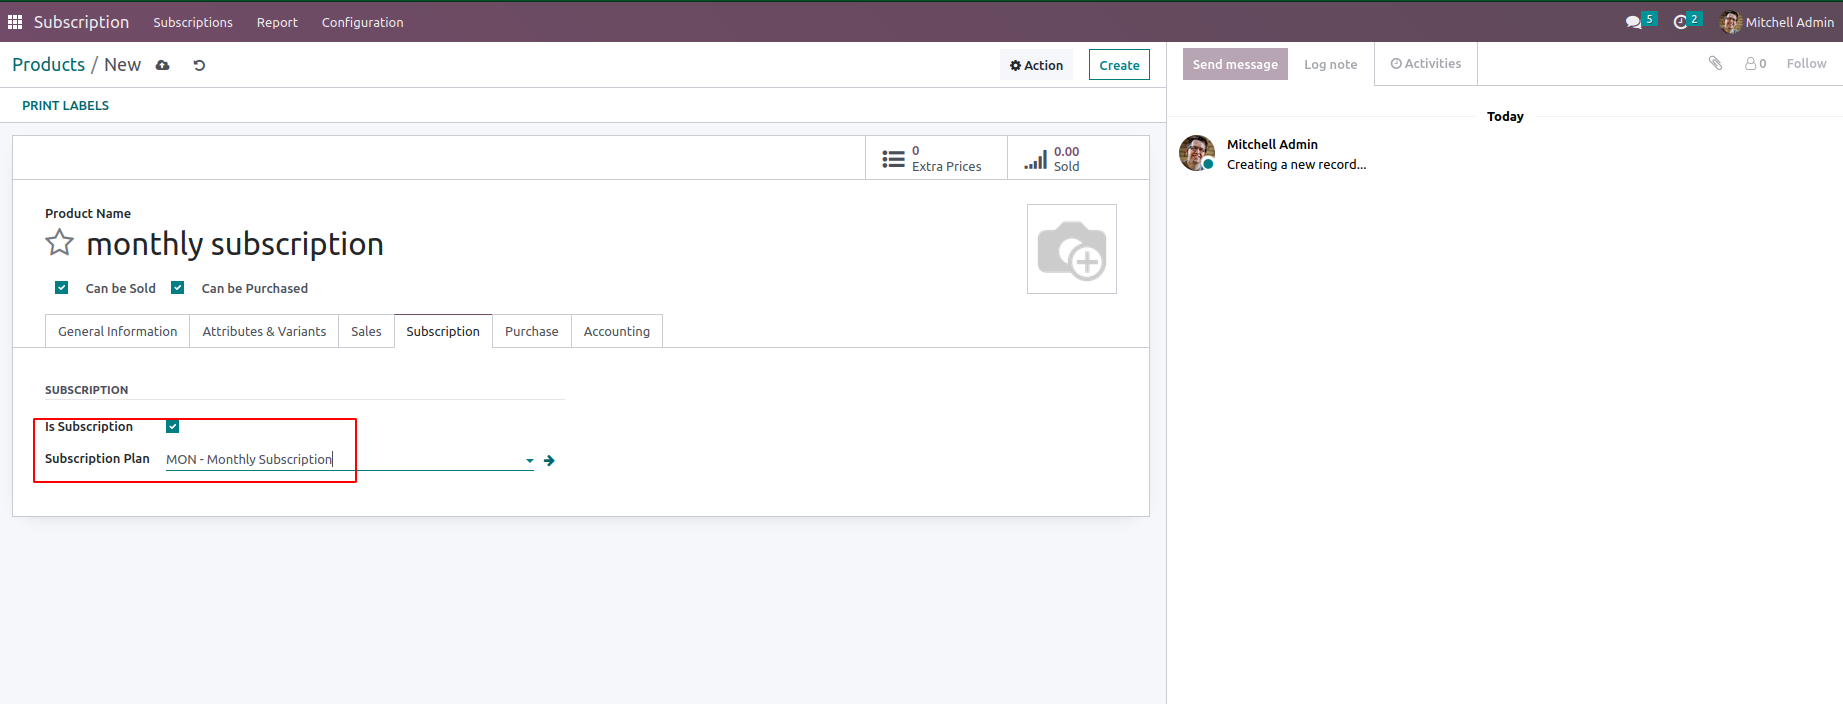 Subscription Subscriptions Report Configuration 5 2 Mitchell Admin
Products / New Action Create
Send message Log note Activities 0 Follow
PRINT LABELS
Today
0
Extra Prices
0.00
Sold
Mitchell Admin
Creating a new record...
Product Name
monthly subscription
Can be Sold Can be Purchased
General Information Attributes & Variants Sales Subscription Purchase Accounting
SUBSCRIPTION
Is Subscription
Subscription Plan MON - Monthly Subscription